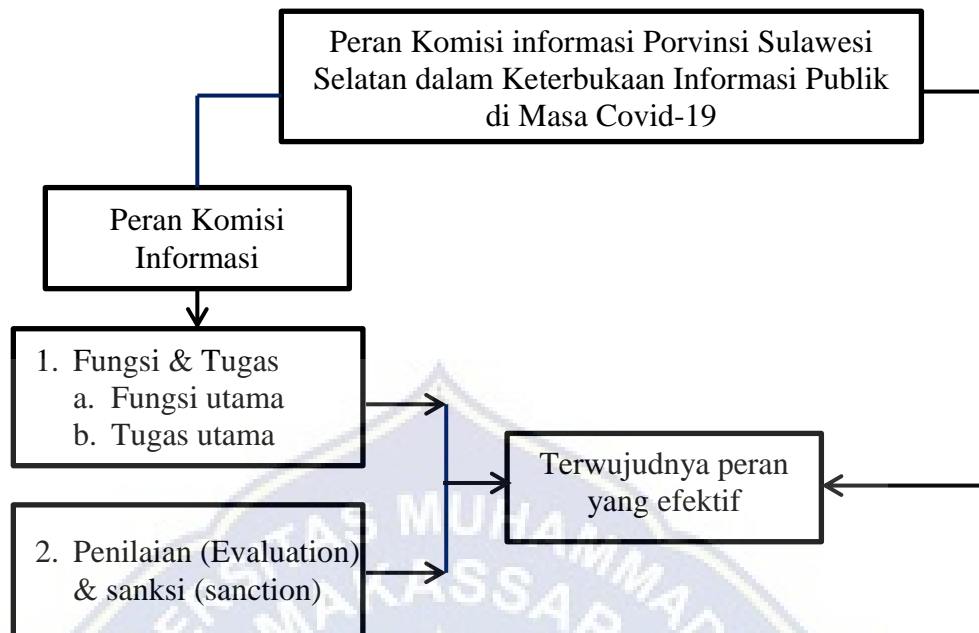 Peran Komisi informasi Porvinsi Sulawesi
Selatan dalam Keterbukaan Informasi Publik
di Masa Covid-19
Peran Komisi
Informasi
1. Fungsi & Tugas
a. Fungsi utama
b. Tugas utama
Terwujudnya peran
yang efektif
2. Penilaian (Evaluation)
& sanksi (sanction)